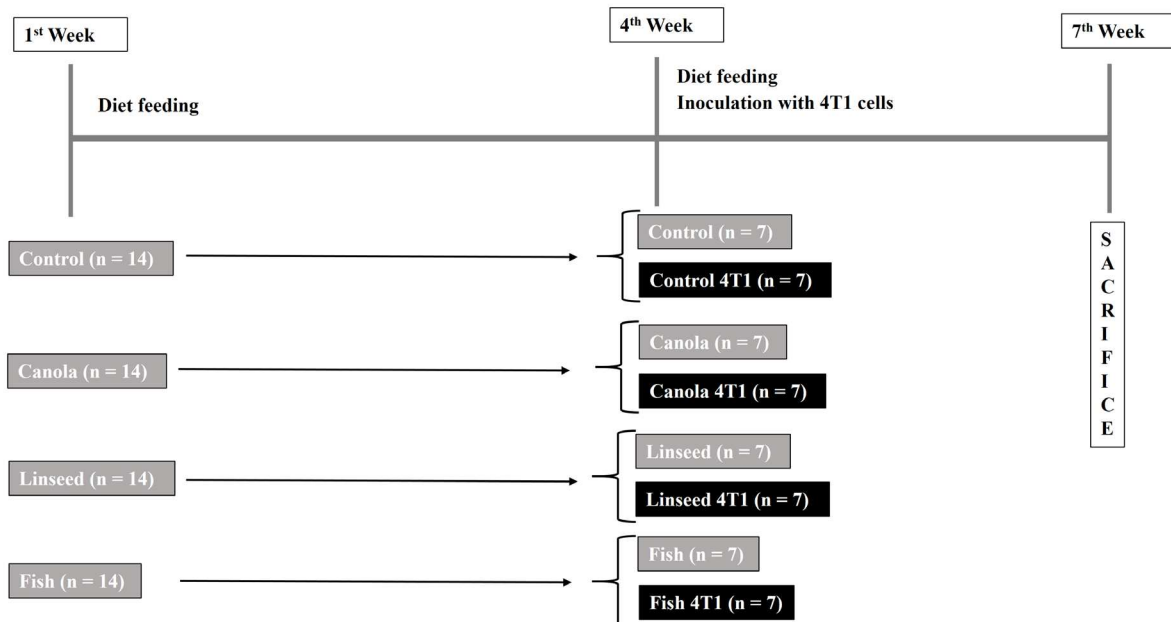 1st Week
4th Week
7th Week
Diet feeding
Diet feeding
Inoculation with 4T1 cells
Control (n = 14)
Control (n = 7)
Control 4T1 (n = 7)
Canola (n = 14)
Canola (n = 7)
Canola 4T1 (n = 7)
Linseed (n = 14)
Linseed (n = 7)
Linseed 4T1 (n = 7)
Fish (n = 14)
Fish (n = 7)
Fish 4T1 (n = 7)
SACRIFICE